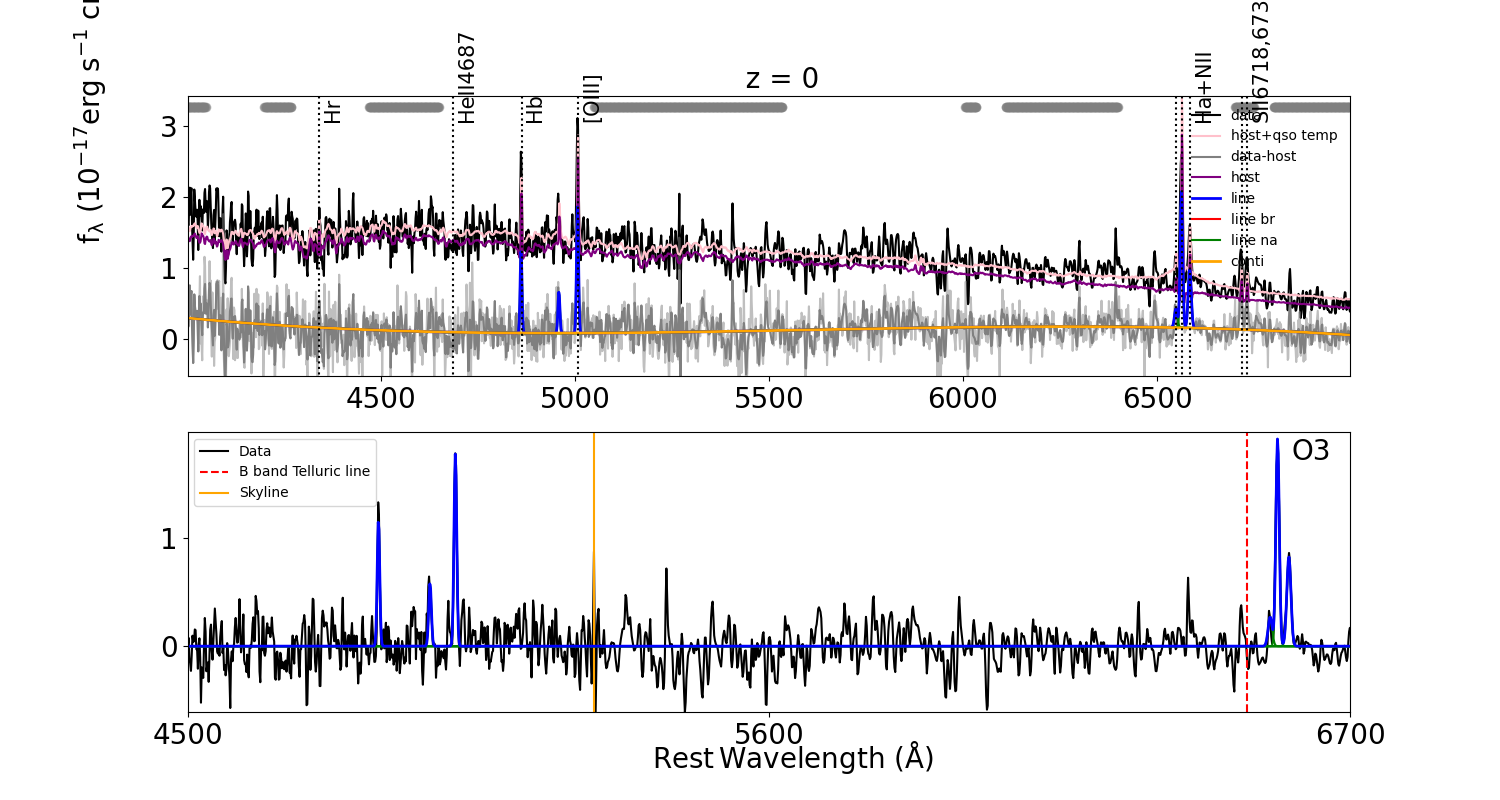 z = 0
f_λ (10^−17 erg s^−1 c
Hr
HeII4687
Hb
[OIII]
Ha+NII
SII6718,673
data
host+qso temp
data-host
host
line
line br
line na
conti
3
2
1
0
4500 5000 5500 6000 6500
Data
B band Telluric line
Skyline
O3
1
0
4500 5600 6700
Rest Wavelength (Å)